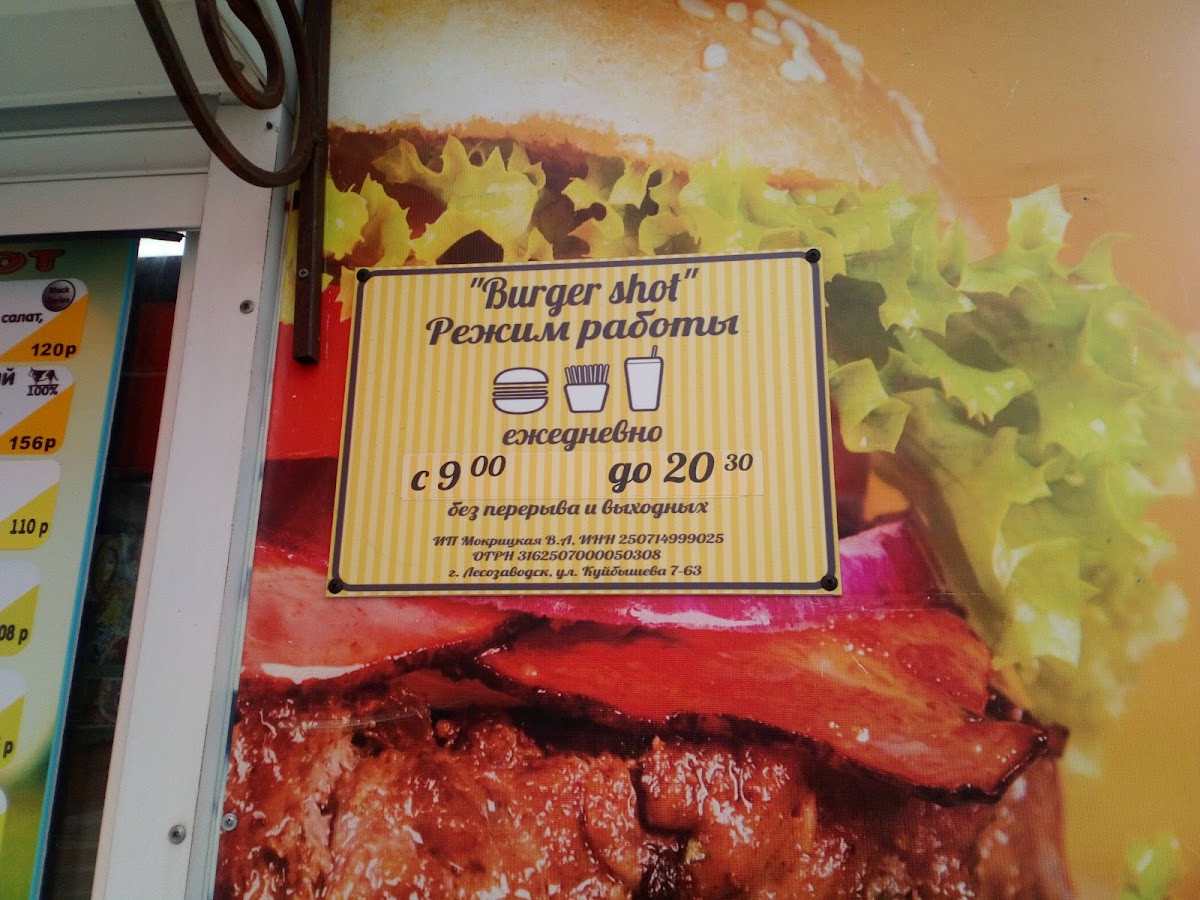 "Burger shot"
Режим работы
ежедневно
с 9 00 до 20 30
без перерыва и выходных
ИП Мокрицкая В.А. ИНН 250714999025
ОГРН 316250700050308
г. Лесозаводск, ул. Куйбышева 7-63
салат,
120р
100%
156р
110 р
08 р
р